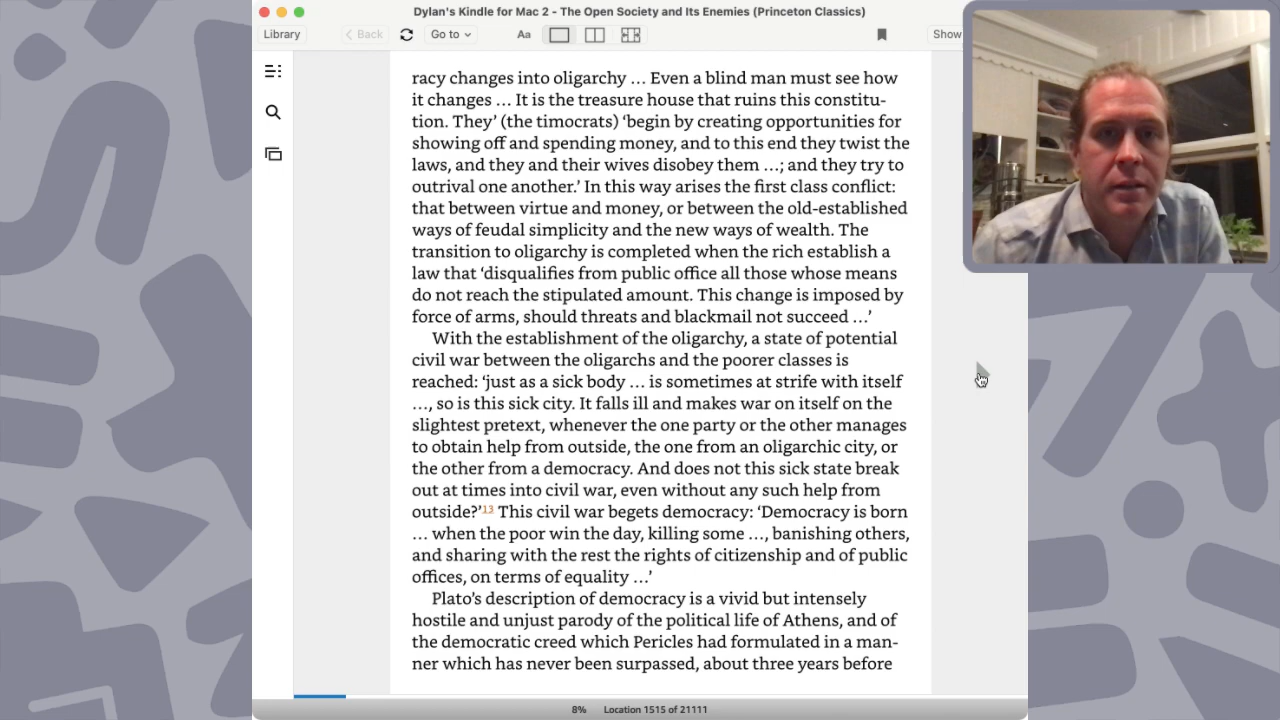 Dylan's Kindle for Mac 2 - The Open Society and Its Enemies (Princeton Classics)
Library
Back
Go to
Aa
Show
racy changes into oligarchy … Even a blind man must see how
it changes … It is the treasure house that ruins this constitu-
tion. They’ (the timocrats) ‘begin by creating opportunities for
showing off and spending money, and to this end they twist the
laws, and they and their wives disobey them …; and they try to
outrival one another.’ In this way arises the first class conflict:
that between virtue and money, or between the old-established
ways of feudal simplicity and the new ways of wealth. The
transition to oligarchy is completed when the rich establish a
law that ‘disqualifies from public office all those whose means
do not reach the stipulated amount. This change is imposed by
force of arms, should threats and blackmail not succeed …’
With the establishment of the oligarchy, a state of potential
civil war between the oligarchs and the poorer classes is
reached: ‘just as a sick body … is sometimes at strife with itself
…, so is this sick city. It falls ill and makes war on itself on the
slightest pretext, whenever the one party or the other manages
to obtain help from outside, the one from an oligarchic city, or
the other from a democracy. And does not this sick state break
out at times into civil war, even without any such help from
outside?’13 This civil war begets democracy: ‘Democracy is born
… when the poor win the day, killing some …, banishing others,
and sharing with the rest the rights of citizenship and of public
offices, on terms of equality …’
Plato’s description of democracy is a vivid but intensely
hostile and unjust parody of the political life of Athens, and of
the democratic creed which Pericles had formulated in a man-
ner which has never been surpassed, about three years before
8% Location 1515 of 21111